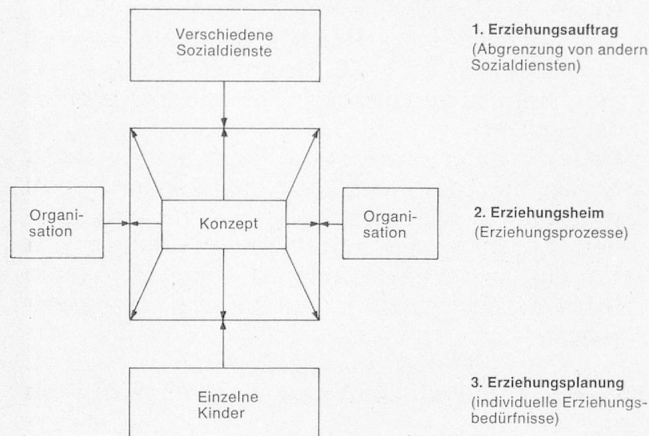 Verschiedene
Sozialdienste
1. Erziehungsauftrag
(Abgrenzung von andern
Sozialdiensten)
Organi-
sation
Konzept
Organi-
sation
2. Erziehungsheim
(Erziehungsprozesse)
Einzelne
Kinder
3. Erziehungsplanung
(individuelle Erziehungs-
bedürfnisse)